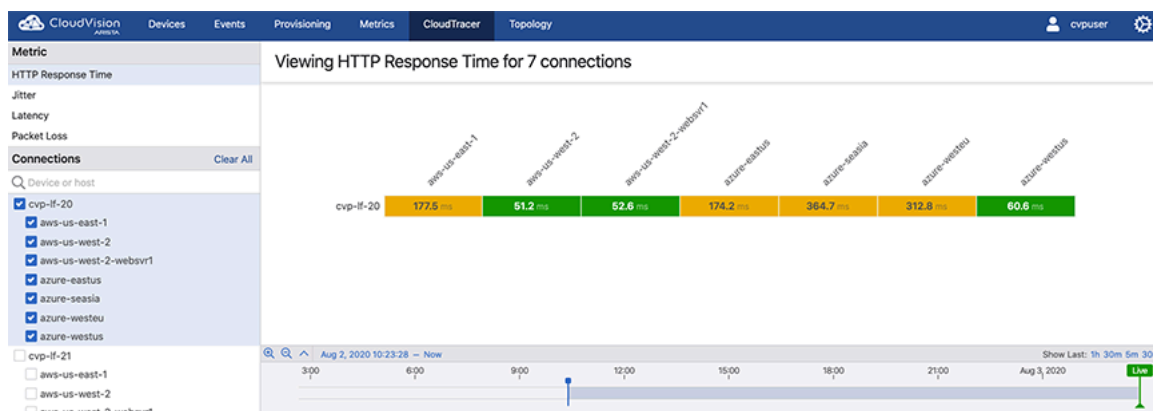 CloudVision
ARISTA
Devices
Events
Provisioning
Metrics
CloudTracer
Topology
cvpuser
Metric
HTTP Response Time
Jitter
Latency
Packet Loss
Connections
Clear All
Device or host
cvp-lf-20
aws-us-east-1
aws-us-west-2
aws-us-west-2-websvr1
azure-eastus
azure-seasia
azure-westeu
azure-westus
cvp-lf-21
aws-us-east-1
aws-us-west-2
aws-us-west-2-websvr1
Viewing HTTP Response Time for 7 connections
aws-us-east-1
aws-us-west-2
aws-us-west-2-websvr1
azure-eastus
azure-seasia
azure-westeu
azure-westus
cvp-lf-20 177.5 ms 51.2 ms 52.6 ms 174.2 ms 364.7 ms 312.8 ms 60.6 ms
Aug 2, 2020 10:23:28 – Now
Show Last: 1h 30m 5m 30
3:00 6:00 9:00 12:00 15:00 18:00 21:00 Aug 3, 2020 Live